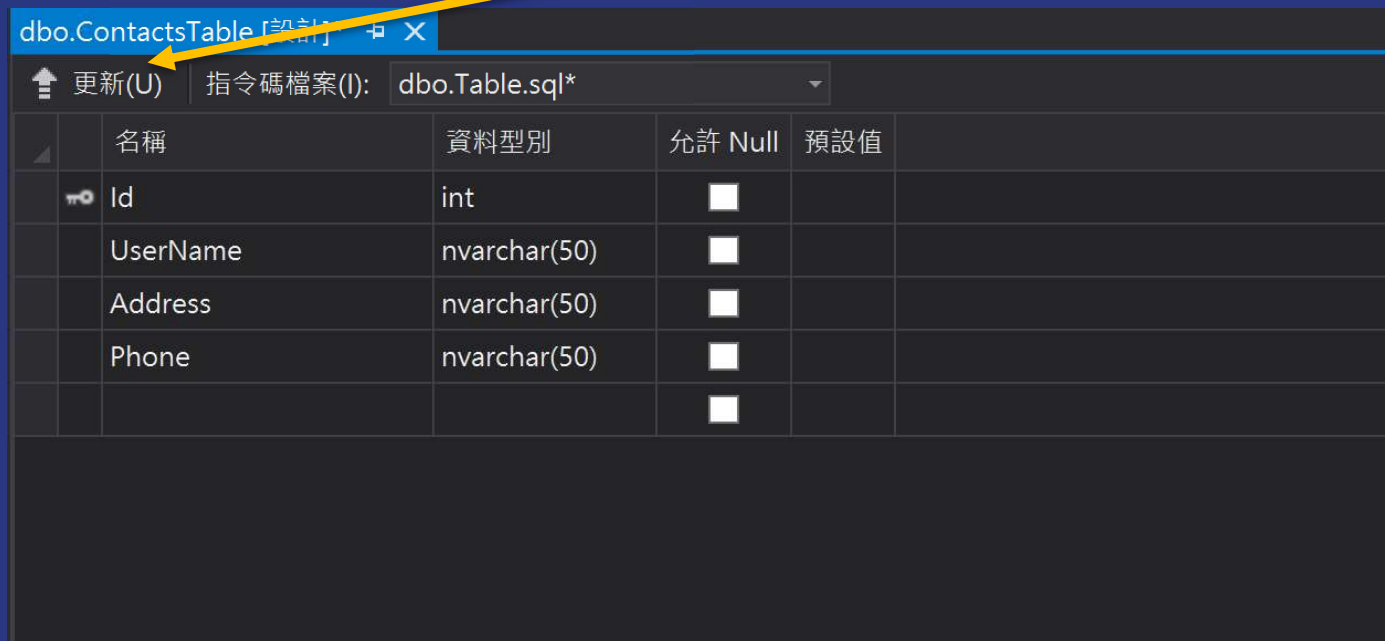 dbo.ContactsTable [設計]*
更新(U) 指令碼檔案(I): dbo.Table.sql*
名稱 資料型別 允許 Null 預設值
Id int
UserName nvarchar(50)
Address nvarchar(50)
Phone nvarchar(50)